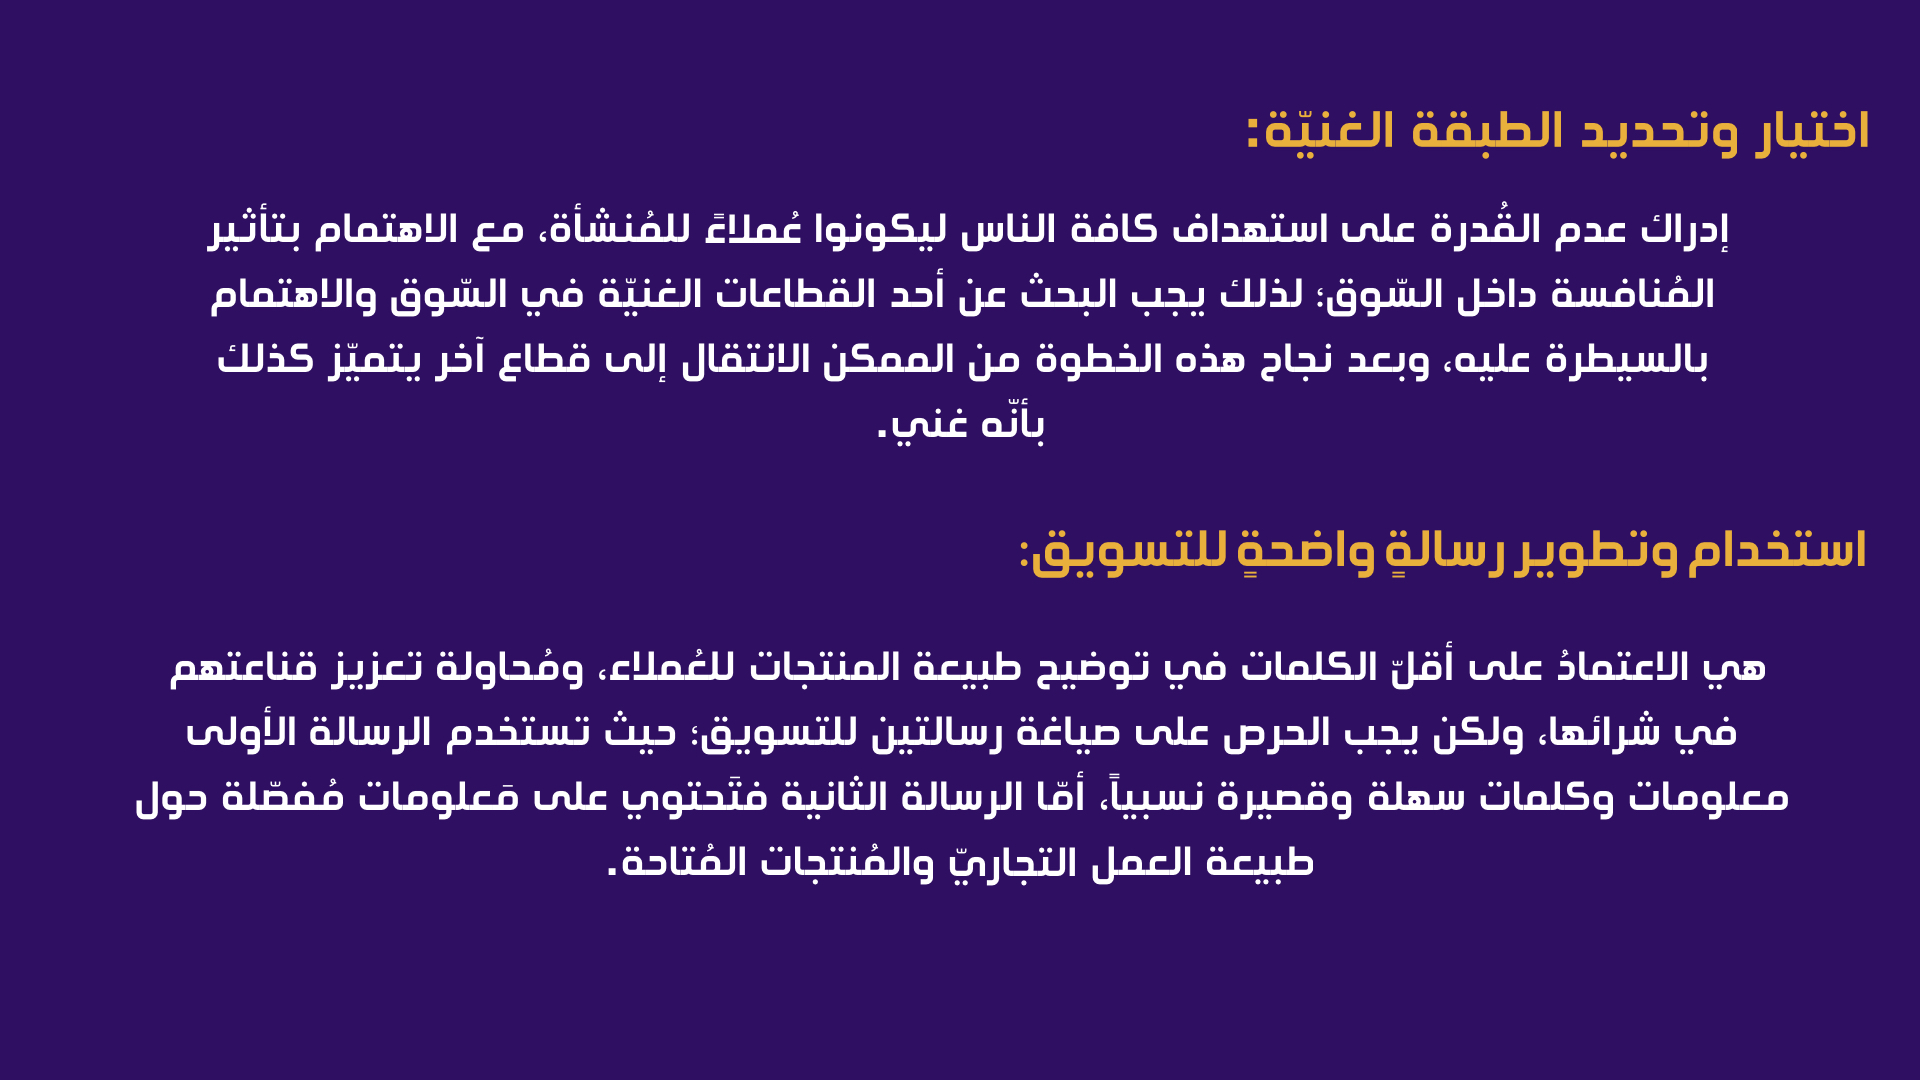 اختيار وتحديد الطبقة الغنيّة:
إدراك عدم القُدرة على استهداف كافة الناس ليكونوا عُملاءً للمُنشأة، مع الاهتمام بتأثير
المُنافسة داخل السّوق؛ لذلك يجب البحث عن أحد القطاعات الغنيّة في السّوق والاهتمام
بالسيطرة عليه، وبعد نجاح هذه الخطوة من الممكن الانتقال إلى قطاع آخر يتميّز كذلك
بأنّه غني.
استخدام وتطوير رسالةٍ واضحةٍ للتسويق:
هي الاعتمادُ على أقلّ الكلمات في توضيح طبيعة المنتجات للعُملاء، ومُحاولة تعزيز قناعتهم
في شرائها، ولكن يجب الحرص على صياغة رسالتين للتسويق؛ حيث تستخدم الرسالة الأولى
معلومات وكلمات سهلة وقصيرة نسبياً، أمّا الرسالة الثانية فتَحتوي على مَعلومات مُفصّلة حول
طبيعة العمل التجاريّ والمُنتجات المُتاحة.